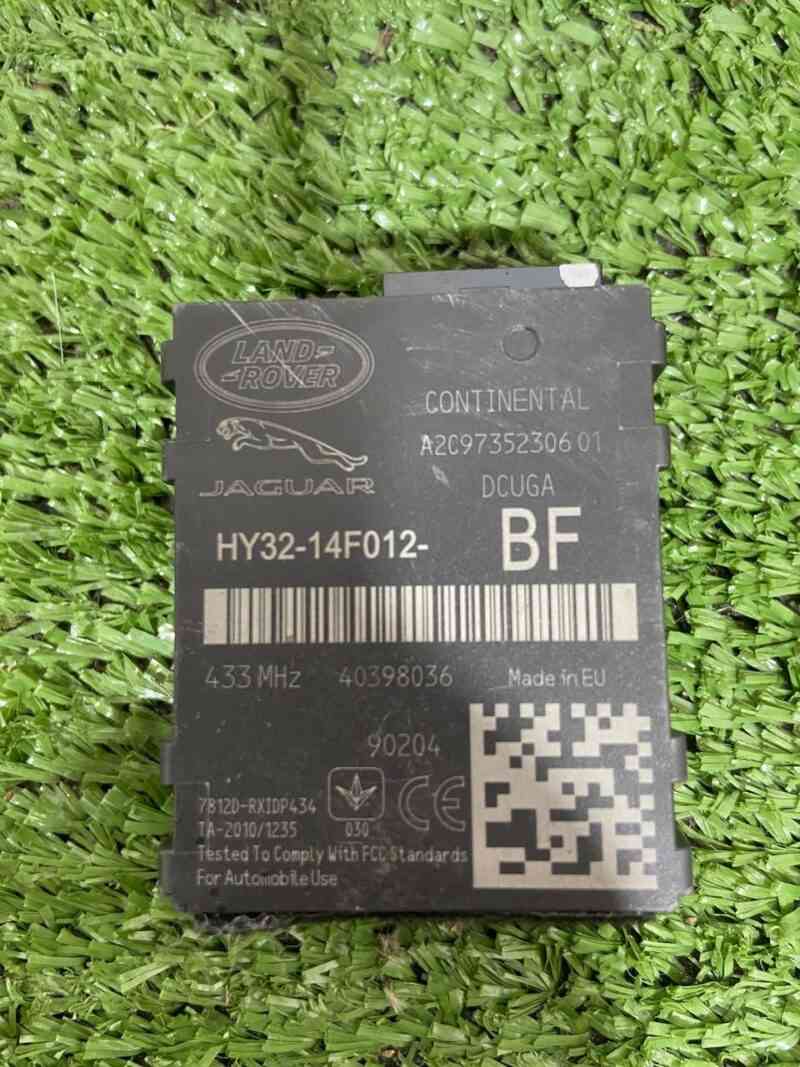 LAND-
-ROVER
JAGUAR
CONTINENTAL
A2C97352306 01
DCUGA
HY32-14F012- BF
433 MHz 40398036 Made in EU
90204
7812D-RXIDP434
TA-2010/1235 030 CE
Tested To Comply With FCC Standards
For Automobile Use